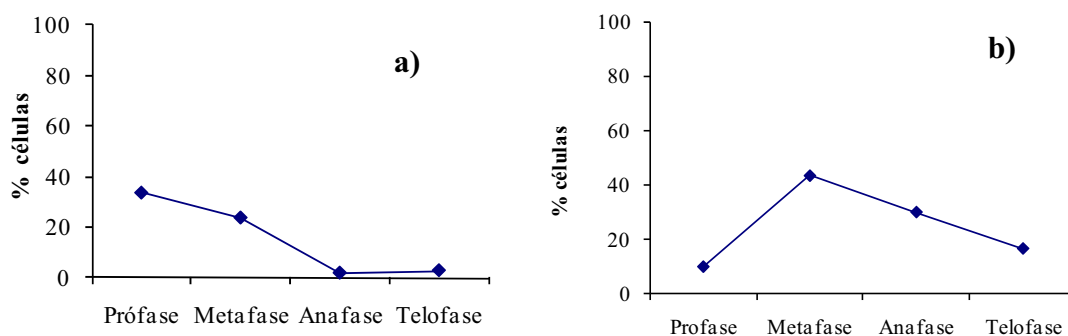 100
80
60
40
20
0
% células
a)
Prófase Metafase Anafase Telofase
100
80
60
40
20
0
% células
b)
Profase Metafase Anafase Telofase